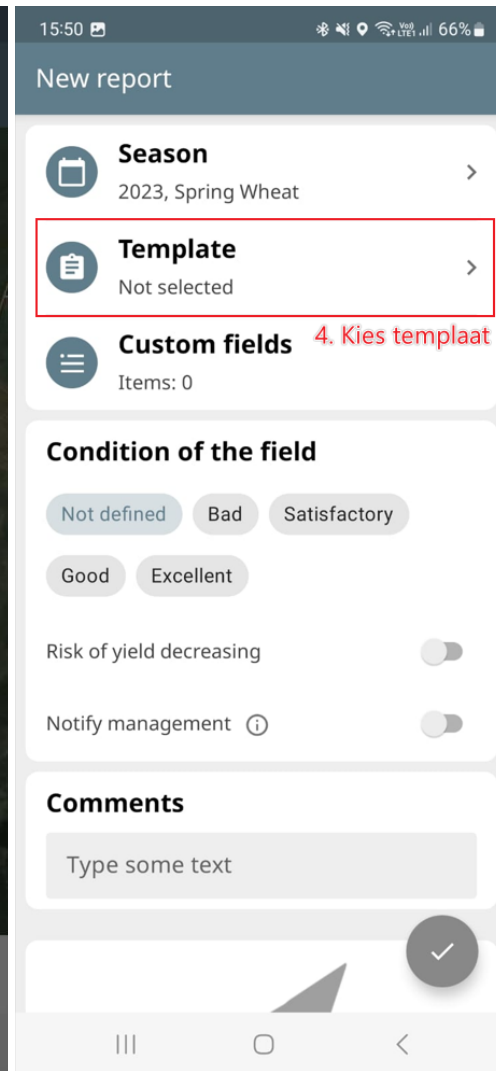 15:50 66%
New report
Season
2023, Spring Wheat
Template
Not selected
4. Kies templaat
Custom fields
Items: 0
Condition of the field
Not defined Bad Satisfactory
Good Excellent
Risk of yield decreasing
Notify management
Comments
Type some text